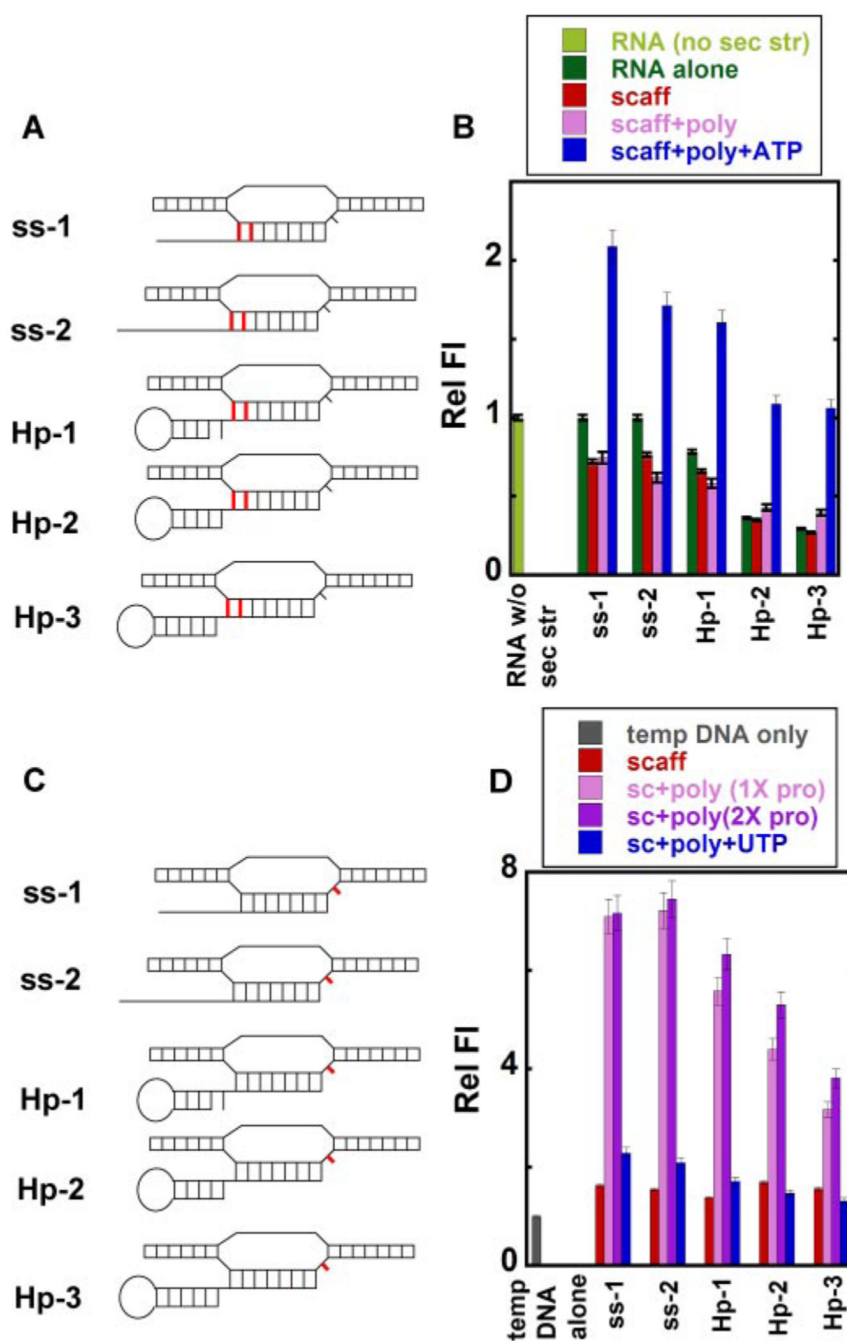 A
ss-1
ss-2
Hp-1
Hp-2
Hp-3
B
RNA (no sec str)
RNA alone
scaff
scaff+poly
scaff+poly+ATP
Rel Fl
2
1
0
RNA w/o
sec str
ss-1
ss-2
Hp-1
Hp-2
Hp-3
C
ss-1
ss-2
Hp-1
Hp-2
Hp-3
D
temp DNA only
scaff
sc+poly (1X pro)
sc+poly(2X pro)
sc+poly+UTP
Rel Fl
8
4
0
temp
DNA
alone
ss-1
ss-2
Hp-1
Hp-2
Hp-3